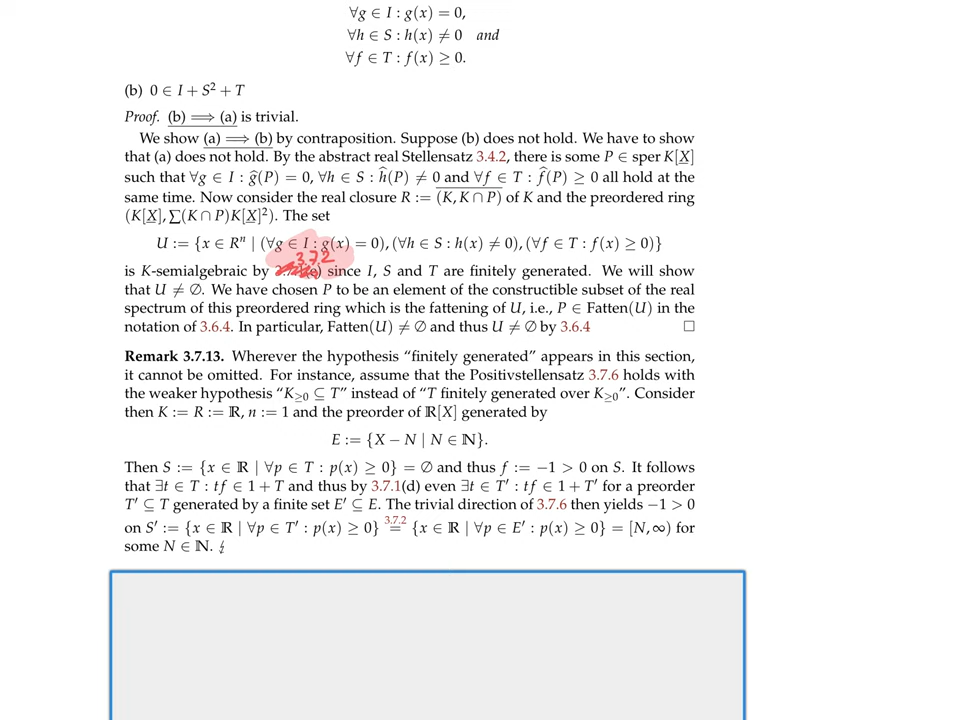 ∀g ∈ I : g(x) = 0,
∀h ∈ S : h(x) ≠ 0 and
∀f ∈ T : f(x) ≥ 0.
(b) 0 ∈ I + S² + T
Proof. (b) ⟹ (a) is trivial.
We show (a) ⟹ (b) by contraposition. Suppose (b) does not hold. We have to show
that (a) does not hold. By the abstract real Stellensatz 3.4.2, there is some P ∈ sper K[X̲]
such that ∀g ∈ I : ĝ(P) = 0, ∀h ∈ S : ĥ(P) ≠ 0 and ∀f ∈ T : f̂(P) ≥ 0 all hold at the
same time. Now consider the real closure R := (K, K ∩ P) of K and the preordered ring
(K[X̲], ∑(K ∩ P)K[X̲]²). The set
U := {x ∈ Rⁿ | (∀g ∈ I : g(x) = 0), (∀h ∈ S : h(x) ≠ 0), (∀f ∈ T : f(x) ≥ 0)}
3.7.2
is K-semialgebraic by since I, S and T are finitely generated. We will show
that U ≠ ∅. We have chosen P to be an element of the constructible subset of the real
spectrum of this preordered ring which is the fattening of U, i.e., P ∈ Fatten(U) in the
notation of 3.6.4. In particular, Fatten(U) ≠ ∅ and thus U ≠ ∅ by 3.6.4 □
Remark 3.7.13. Wherever the hypothesis “finitely generated” appears in this section,
it cannot be omitted. For instance, assume that the Positivstellensatz 3.7.6 holds with
the weaker hypothesis “K≥0 ⊆ T” instead of “T finitely generated over K≥0”. Consider
then K := R := ℝ, n := 1 and the preorder of ℝ[X] generated by
E := {X − N | N ∈ ℕ}.
Then S := {x ∈ ℝ | ∀p ∈ T : p(x) ≥ 0} = ∅ and thus f := −1 > 0 on S. It follows
that ∃t ∈ T : tf ∈ 1 + T and thus by 3.7.1(d) even ∃t ∈ T′ : tf ∈ 1 + T′ for a preorder
T′ ⊆ T generated by a finite set E′ ⊆ E. The trivial direction of 3.7.6 then yields −1 > 0
3.7.2
on S′ := {x ∈ ℝ | ∀p ∈ T′ : p(x) ≥ 0} = {x ∈ ℝ | ∀p ∈ E′ : p(x) ≥ 0} = [N, ∞) for
some N ∈ ℕ. ↯